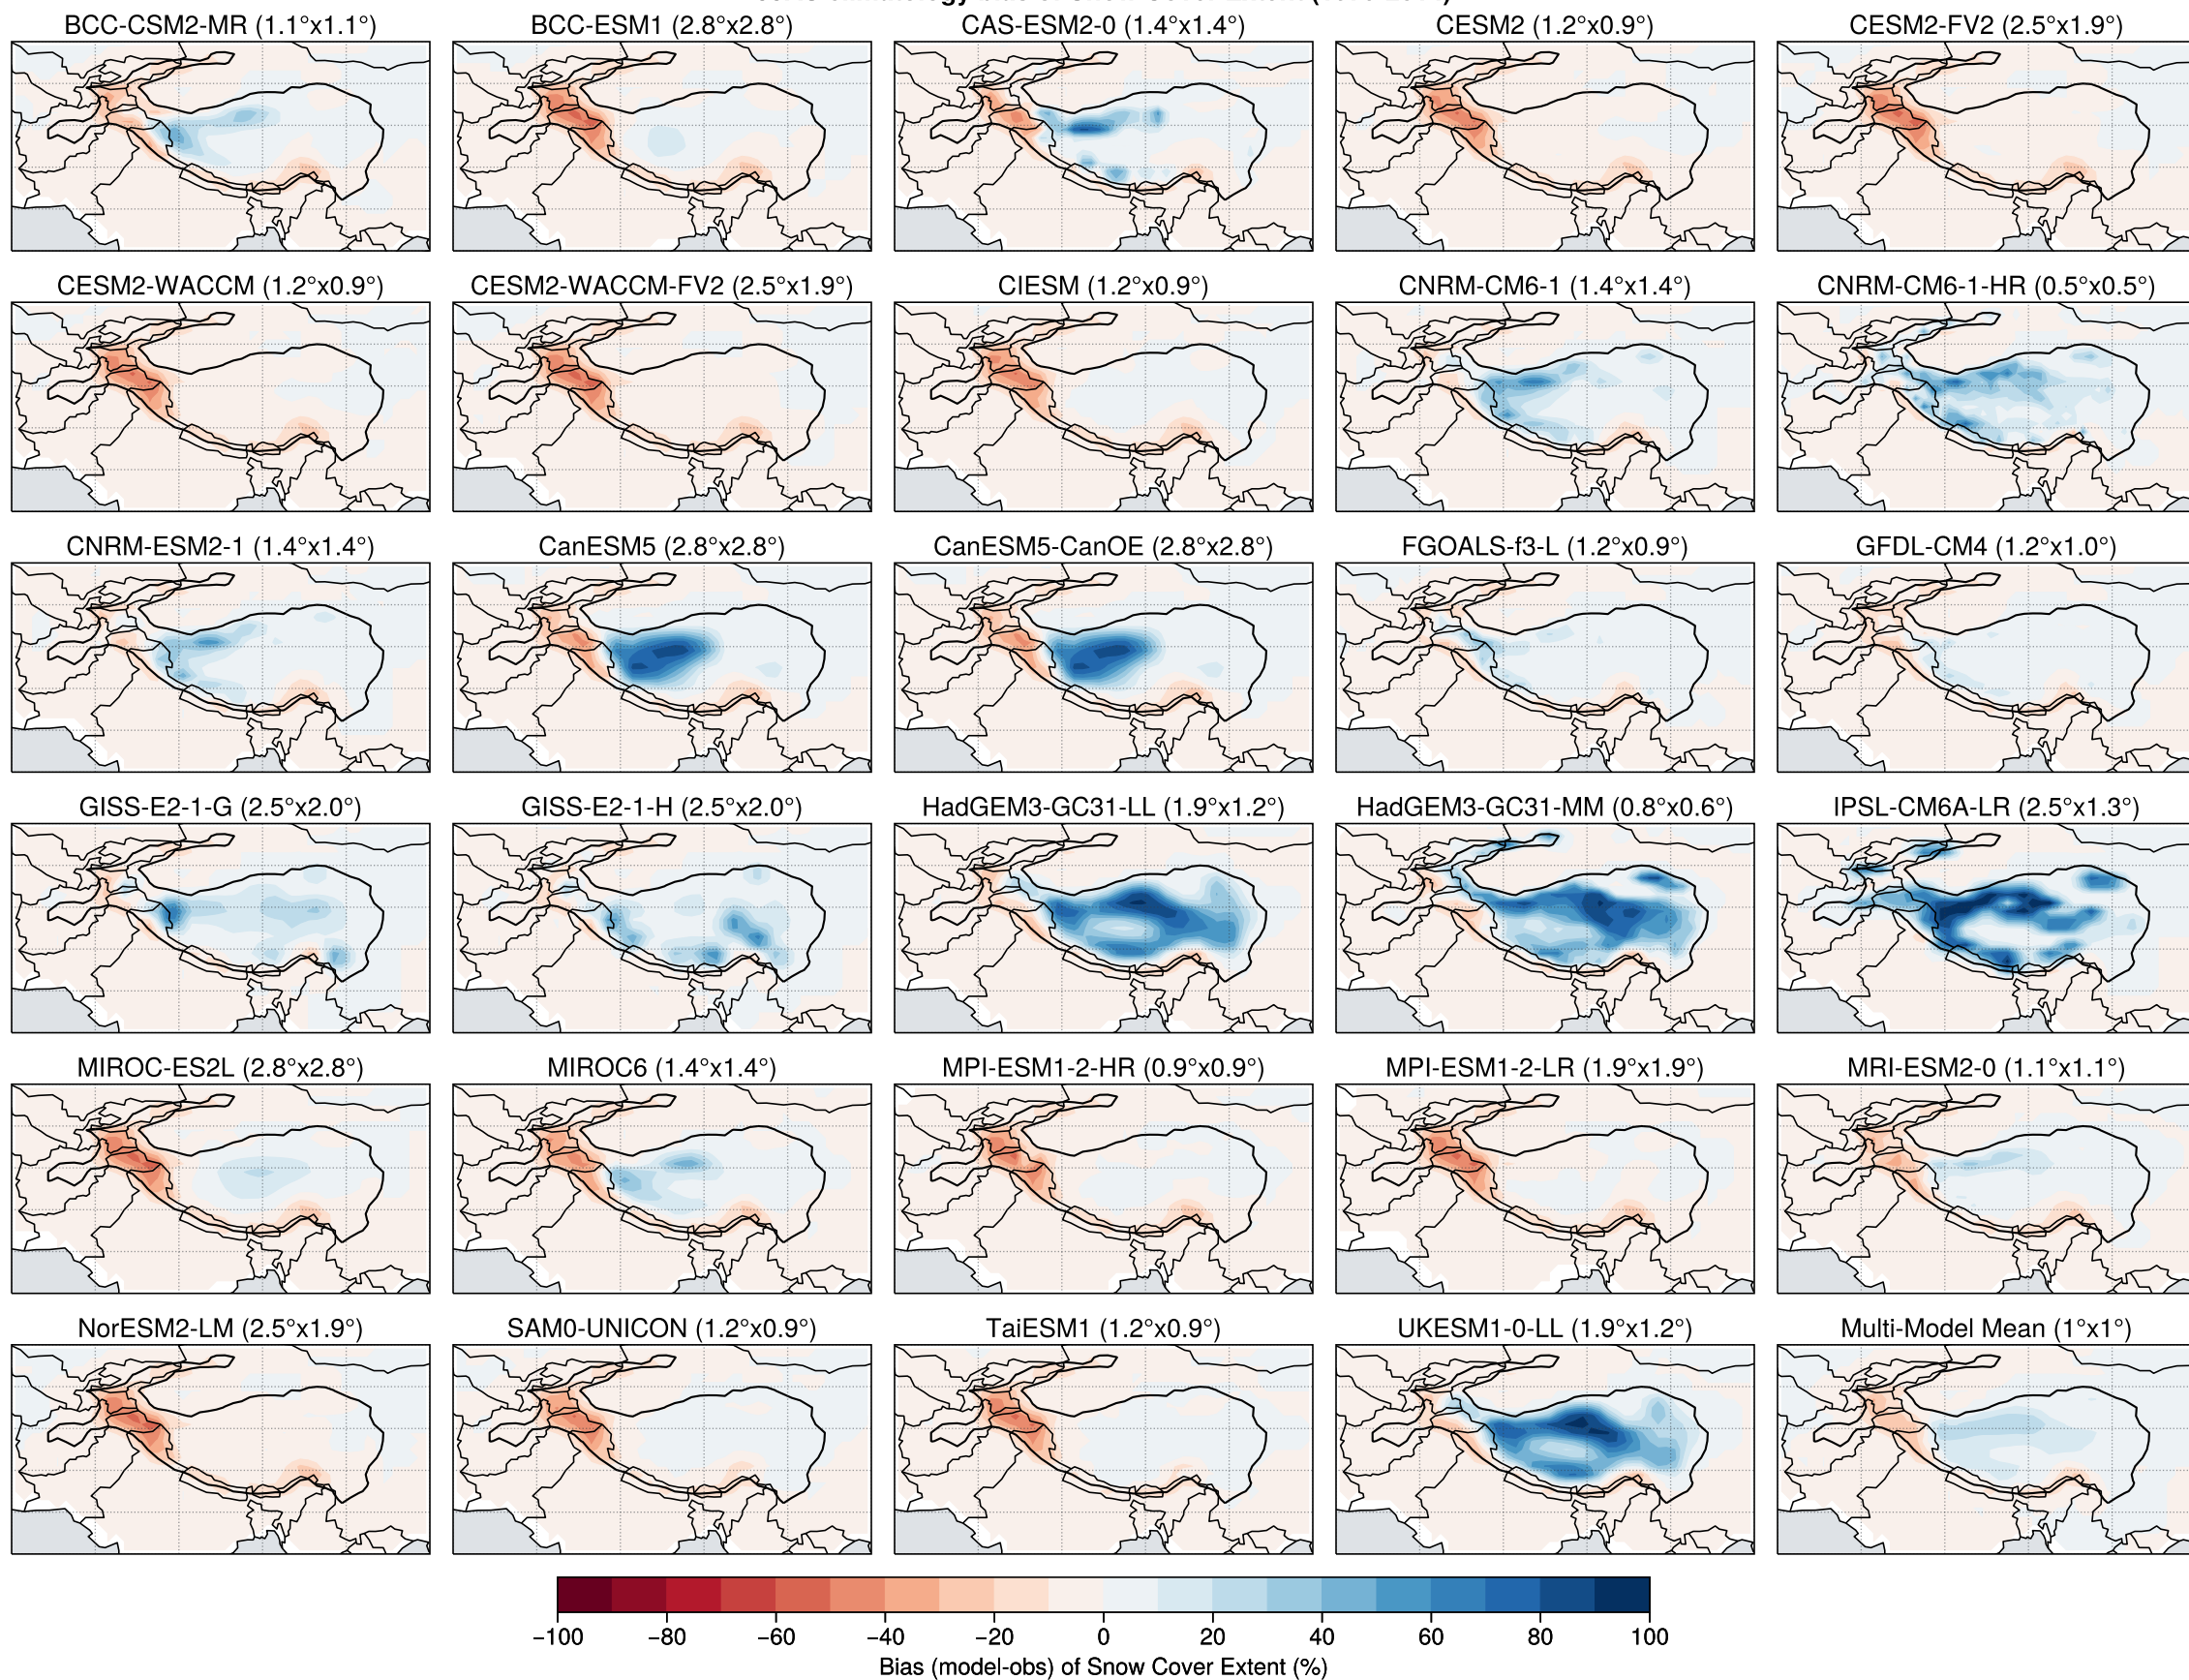 BCC-CSM2-MR (1.1°x1.1°) BCC-ESM1 (2.8°x2.8°) CAS-ESM2-0 (1.4°x1.4°) CESM2 (1.2°x0.9°) CESM2-FV2 (2.5°x1.9°)
CESM2-WACCM (1.2°x0.9°) CESM2-WACCM-FV2 (2.5°x1.9°) CIESM (1.2°x0.9°) CNRM-CM6-1 (1.4°x1.4°) CNRM-CM6-1-HR (0.5°x0.5°)
CNRM-ESM2-1 (1.4°x1.4°) CanESM5 (2.8°x2.8°) CanESM5-CanOE (2.8°x2.8°) FGOALS-f3-L (1.2°x0.9°) GFDL-CM4 (1.2°x1.0°)
GISS-E2-1-G (2.5°x2.0°) GISS-E2-1-H (2.5°x2.0°) HadGEM3-GC31-LL (1.9°x1.2°) HadGEM3-GC31-MM (0.8°x0.6°) IPSL-CM6A-LR (2.5°x1.3°)
MIROC-ES2L (2.8°x2.8°) MIROC6 (1.4°x1.4°) MPI-ESM1-2-HR (0.9°x0.9°) MPI-ESM1-2-LR (1.9°x1.9°) MRI-ESM2-0 (1.1°x1.1°)
NorESM2-LM (2.5°x1.9°) SAM0-UNICON (1.2°x0.9°) TaiESM1 (1.2°x0.9°) UKESM1-0-LL (1.9°x1.2°) Multi-Model Mean (1°x1°)
−100 −80 −60 −40 −20 0 20 40 60 80 100
Bias (model-obs) of Snow Cover Extent (%)